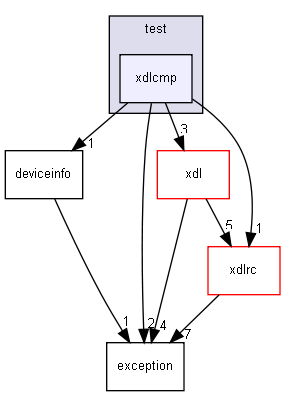 test
xdlcmp
1
3
deviceinfo
xdl
5
1
xdlrc
1
2
4
7
exception